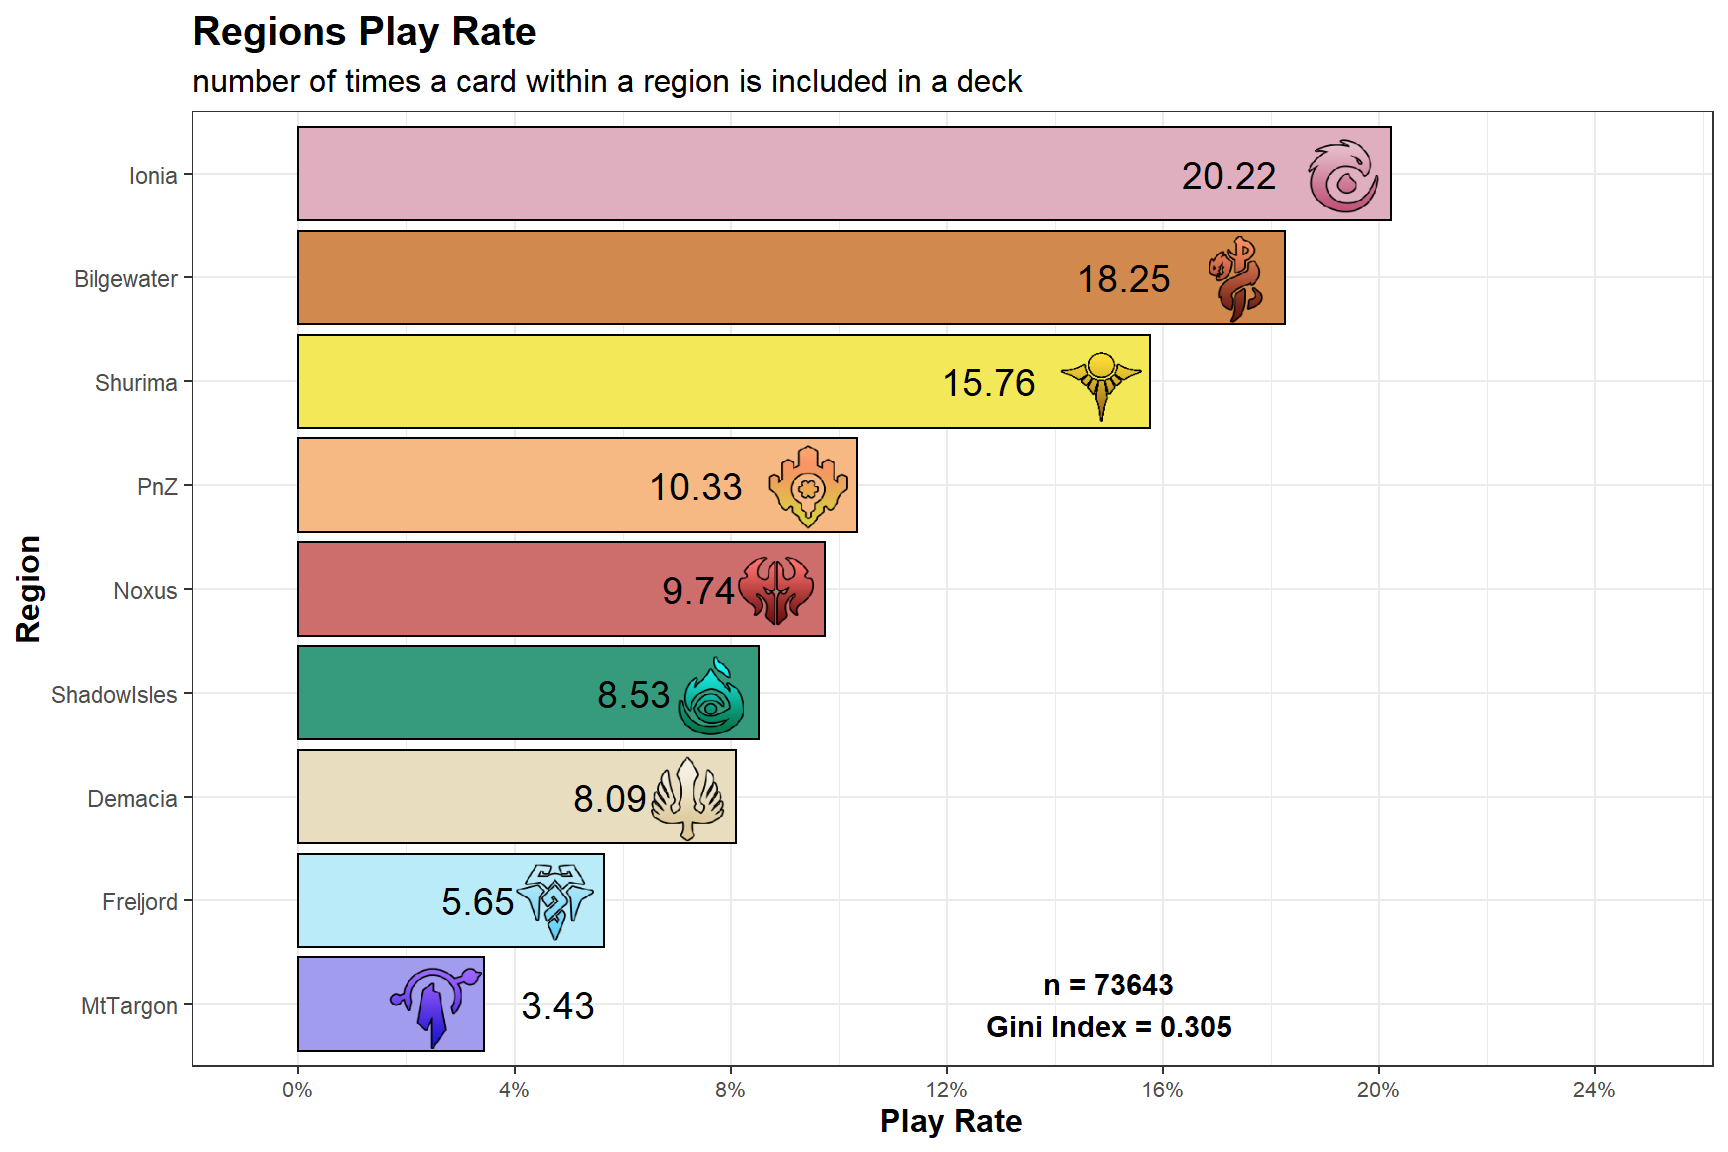 Regions Play Rate
number of times a card within a region is included in a deck
Region
Ionia
20.22
Bilgewater
18.25
Shurima
15.76
PnZ
10.33
Noxus
9.74
ShadowIsles
8.53
Demacia
8.09
Freljord
5.65
MtTargon
3.43
n = 73643
Gini Index = 0.305
0% 4% 8% 12% 16% 20% 24%
Play Rate